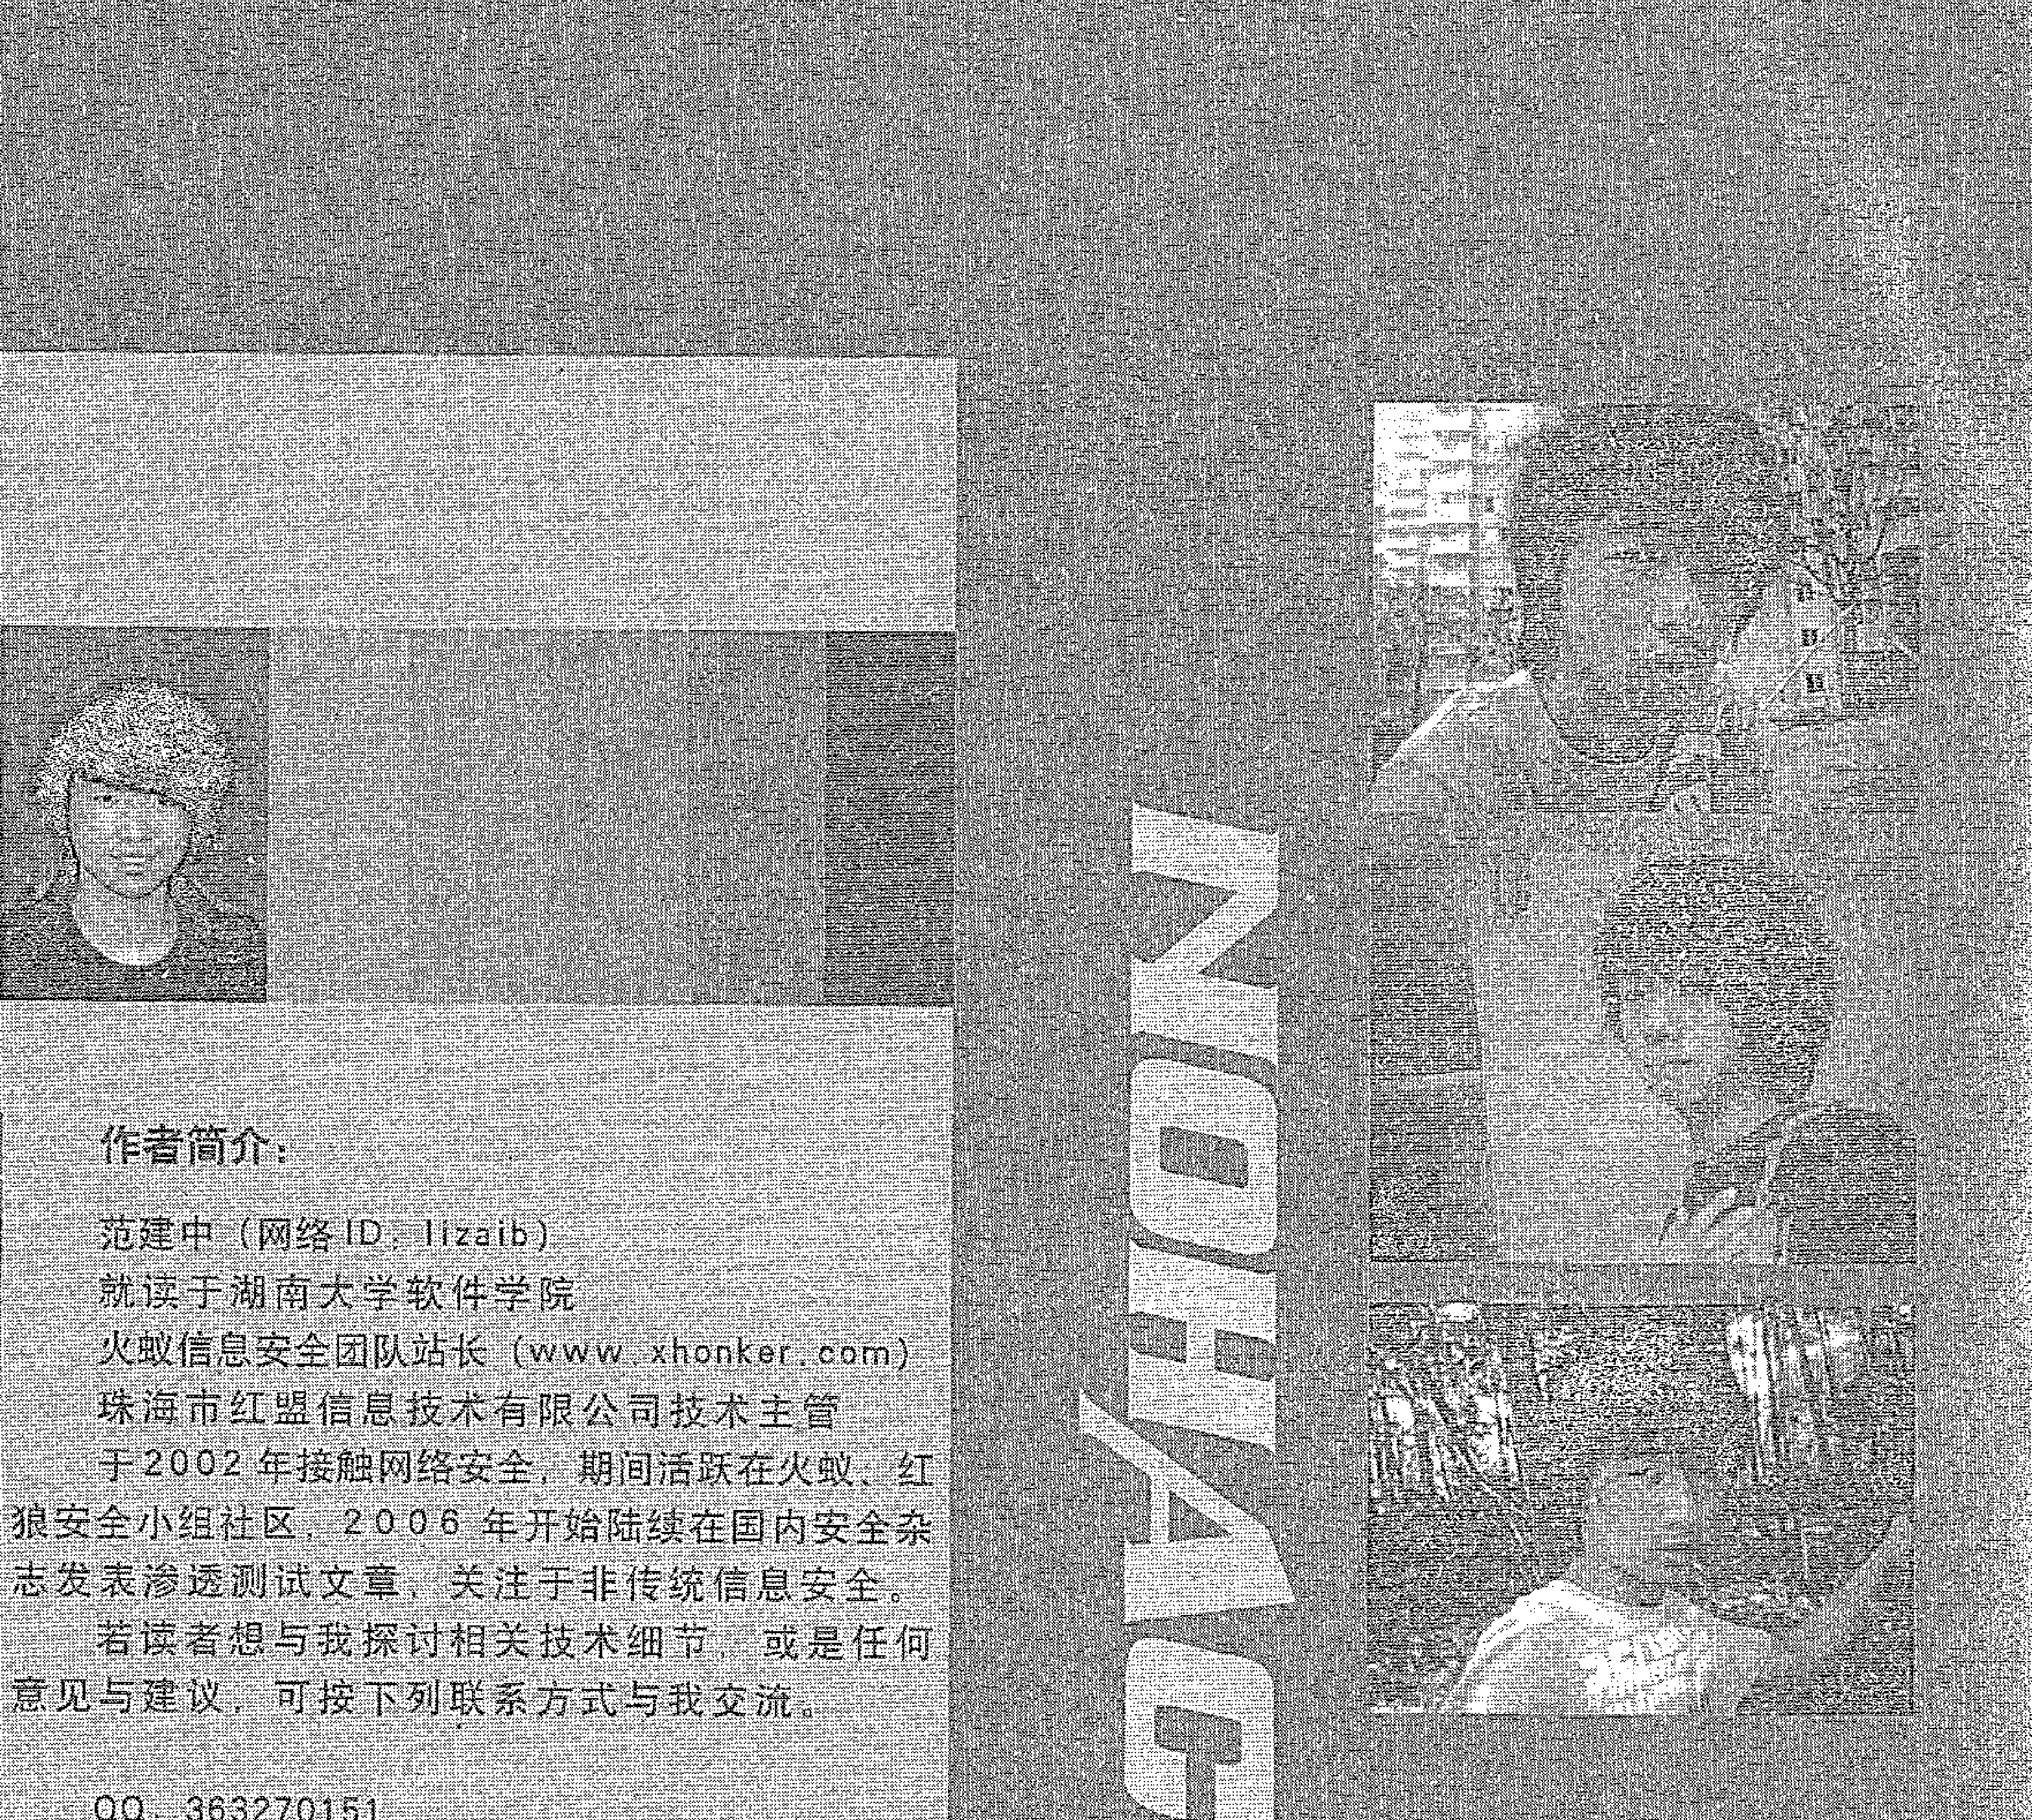 作者简介：
范建中（网络ID：lizaib）
就读于湖南大学软件学院
火蚁信息安全团队站长（www.xhonker.com）
珠海市红盟信息技术有限公司技术主管
于2002年接触网络安全，期间活跃在火蚁、红
狼安全小组社区，2006年开始陆续在国内安全杂
志发表渗透测试文章，关注于非传统信息安全。
若读者想与我探讨相关技术细节，或是任何
意见与建议，可按下列联系方式与我交流。
QQ：363270151
NOHAC